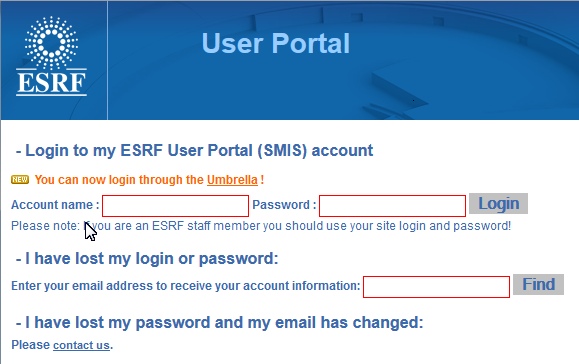 ESRF
User Portal
- Login to my ESRF User Portal (SMIS) account
NEW You can now login through the Umbrella !
Account name : Password : Login
Please note: if you are an ESRF staff member you should use your site login and password!
- I have lost my login or password:
Enter your email address to receive your account information: Find
- I have lost my password and my email has changed:
Please contact us.